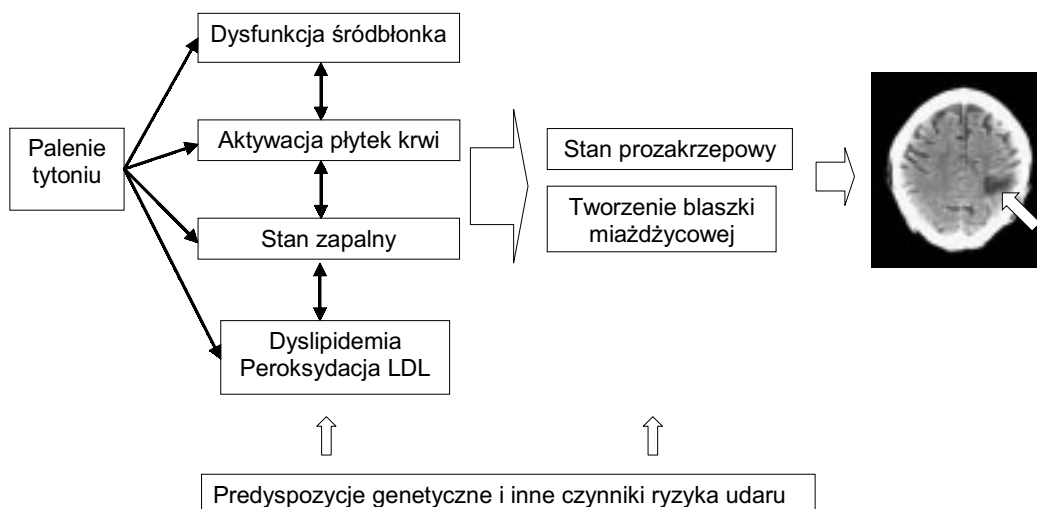 Dysfunkcja śródbłonka
Palenie
tytoniu
Aktywacja płytek krwi
Stan zapalny
Dyslipidemia
Peroksydacja LDL
Stan prozakrzepowy
Tworzenie blaszki
miażdżycowej
Predyspozycje genetyczne i inne czynniki ryzyka udaru